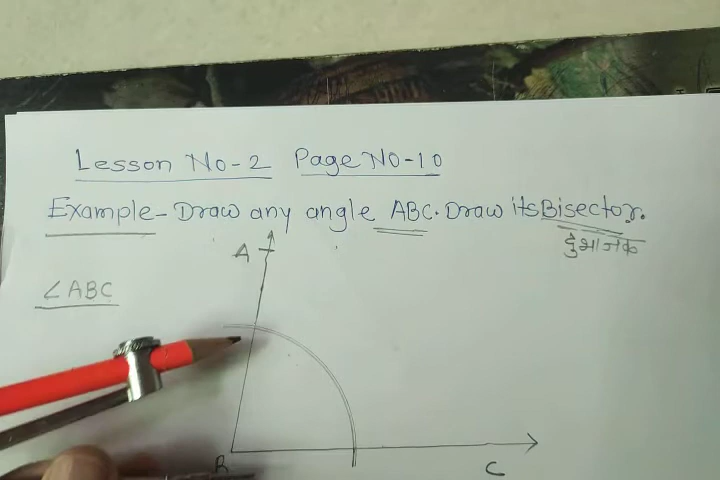 Lesson No-2 Page No-10
Example- Draw any angle ABC. Draw its Bisector.
दुभाजक
A
∠ABC
B
C